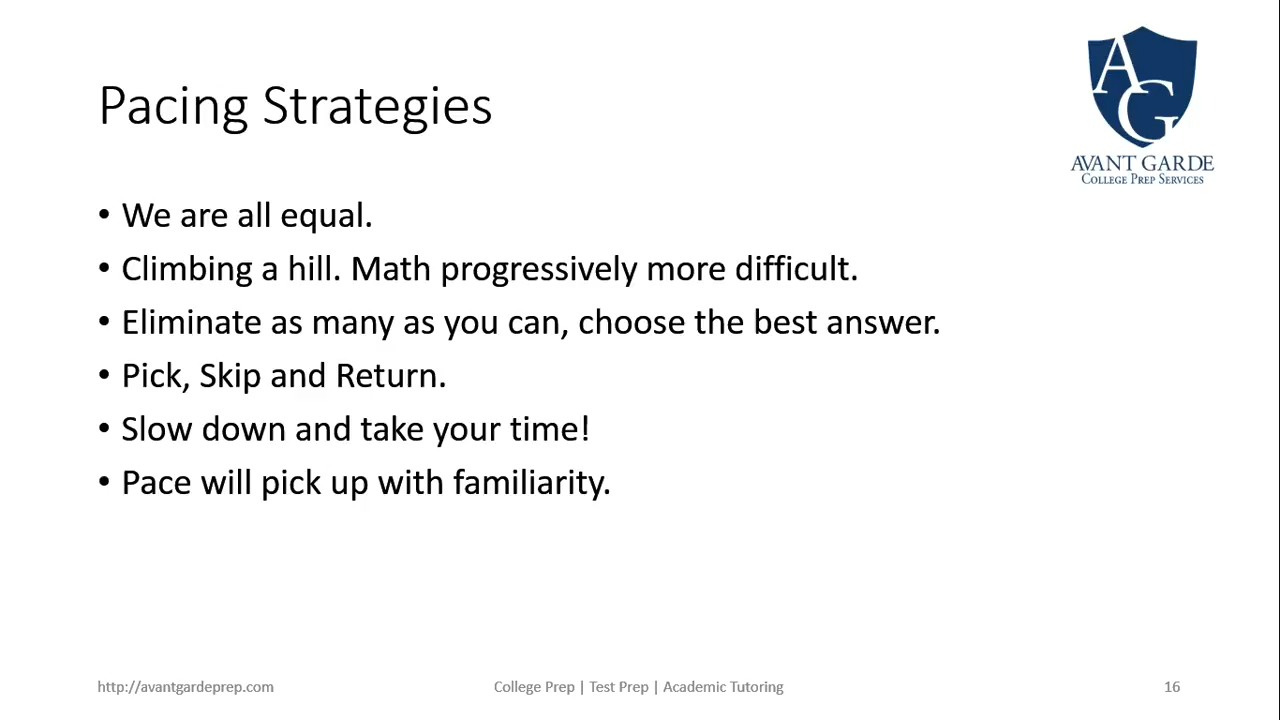 Pacing Strategies
AG
AVANT GARDE
COLLEGE PREP SERVICES
• We are all equal.
• Climbing a hill. Math progressively more difficult.
• Eliminate as many as you can, choose the best answer.
• Pick, Skip and Return.
• Slow down and take your time!
• Pace will pick up with familiarity.
http://avantgardeprep.com
College Prep | Test Prep | Academic Tutoring
16